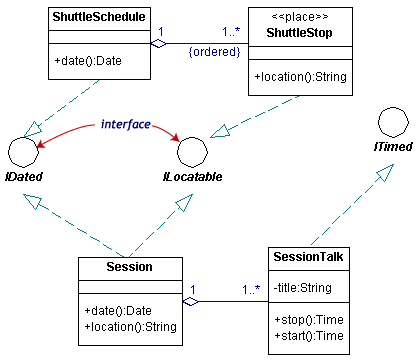 ShuttleSchedule
+date():Date
1
1..*
{ordered}
<<place>>
ShuttleStop
+location():String
interface
IDated
ILocatable
ITimed
Session
+date():Date
+location():String
1
1..*
SessionTalk
-title:String
+stop():Time
+start():Time